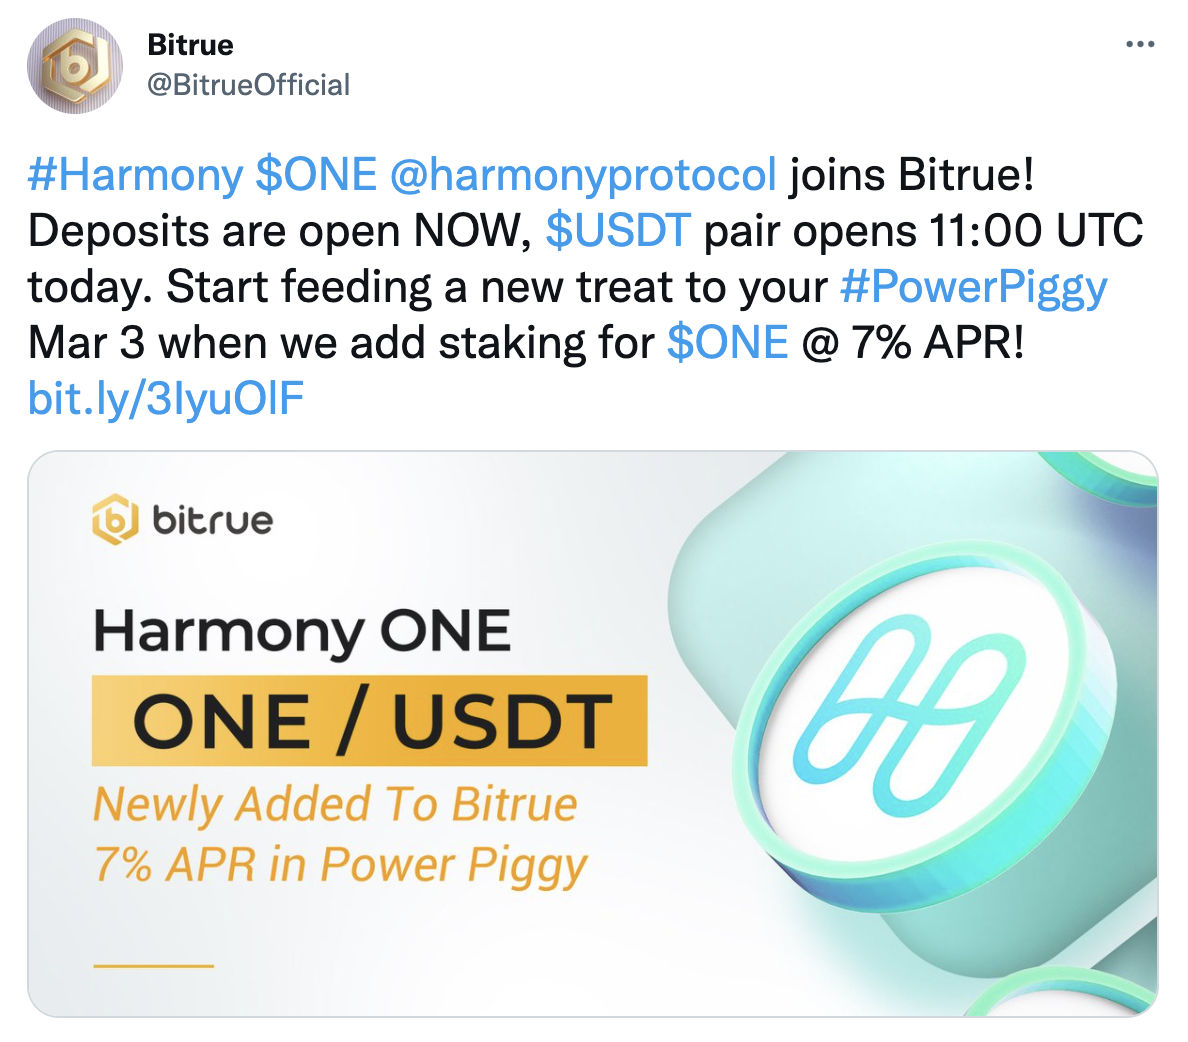 Bitrue
@BitrueOfficial
#Harmony $ONE @harmonyprotocol joins Bitrue!
Deposits are open NOW, $USDT pair opens 11:00 UTC
today. Start feeding a new treat to your #PowerPiggy
Mar 3 when we add staking for $ONE @ 7% APR!
bit.ly/3IyuOlF
bitrue
Harmony ONE
ONE / USDT
Newly Added To Bitrue
7% APR in Power Piggy